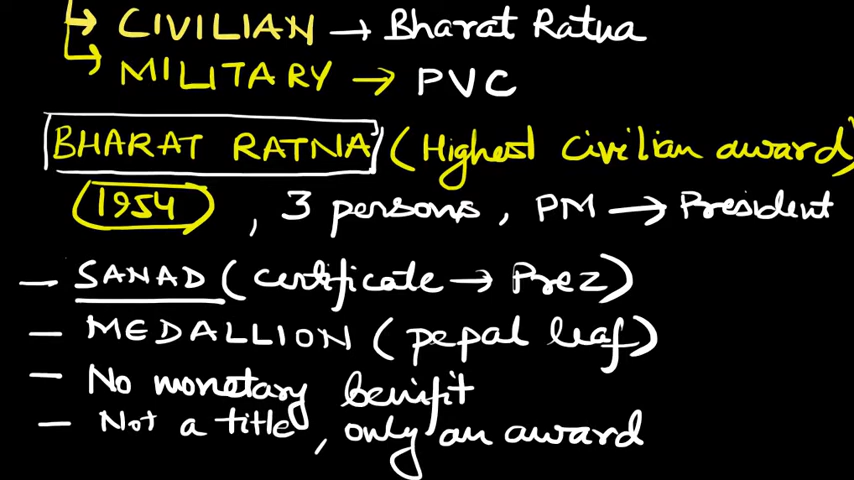 CIVILIAN → Bharat Ratna
MILITARY → PVC
BHARAT RATNA (Highest Civilian award)
1954, 3 persons, PM → President
- SANAD (certificate → Prez)
- MEDALLION (pepal leaf)
- No monetary benifit
- Not a title, only an award